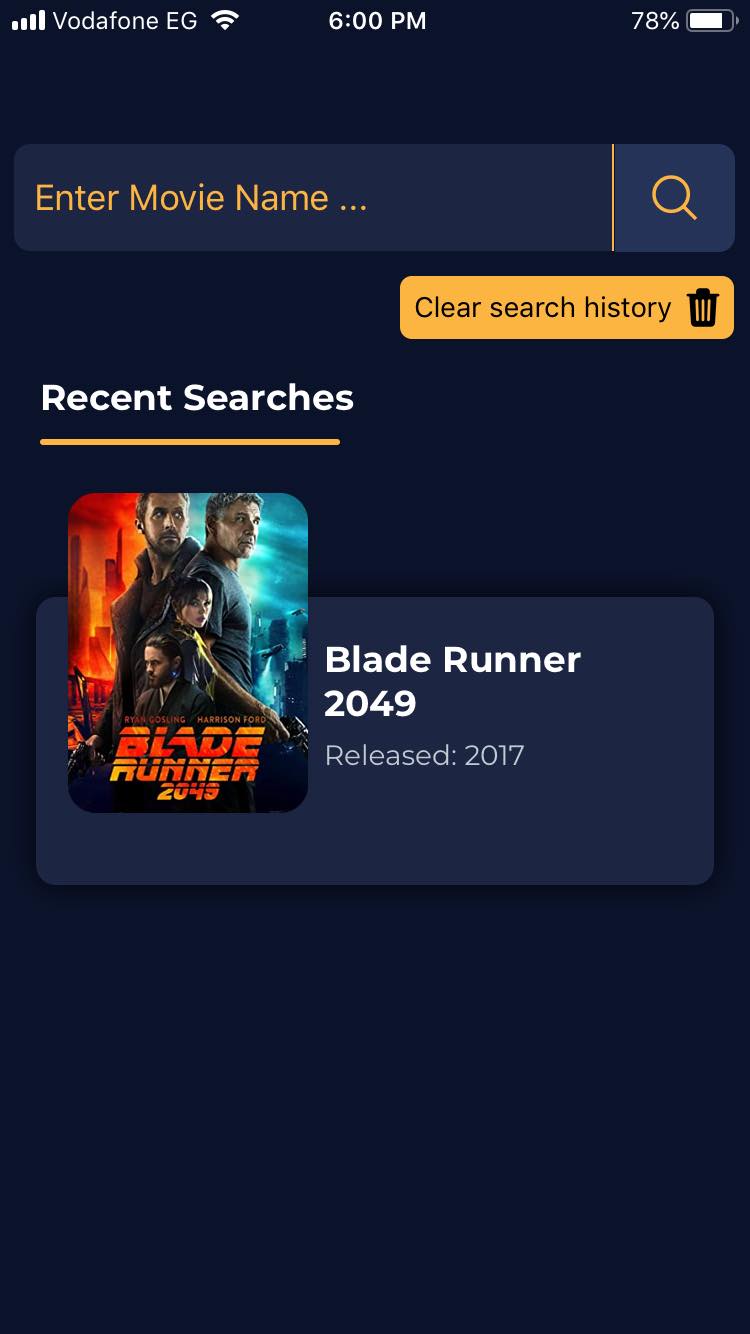 Vodafone EG 6:00 PM 78%
Enter Movie Name ...
Clear search history
Recent Searches
RYAN GOSLING / HARRISON FORD
BLADE
RUNNER
2049
Blade Runner
2049
Released: 2017